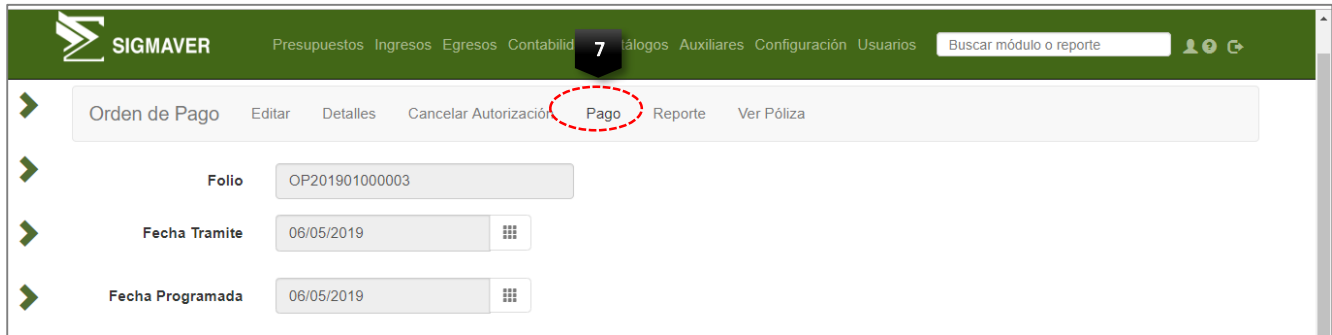 SIGMAVER Presupuestos Ingresos Egresos Contabilid tálogos Auxiliares Configuración Usuarios Buscar módulo o reporte
7
Orden de Pago Editar Detalles Cancelar Autorización Pago Reporte Ver Póliza
Folio OP201901000003
Fecha Tramite 06/05/2019
Fecha Programada 06/05/2019